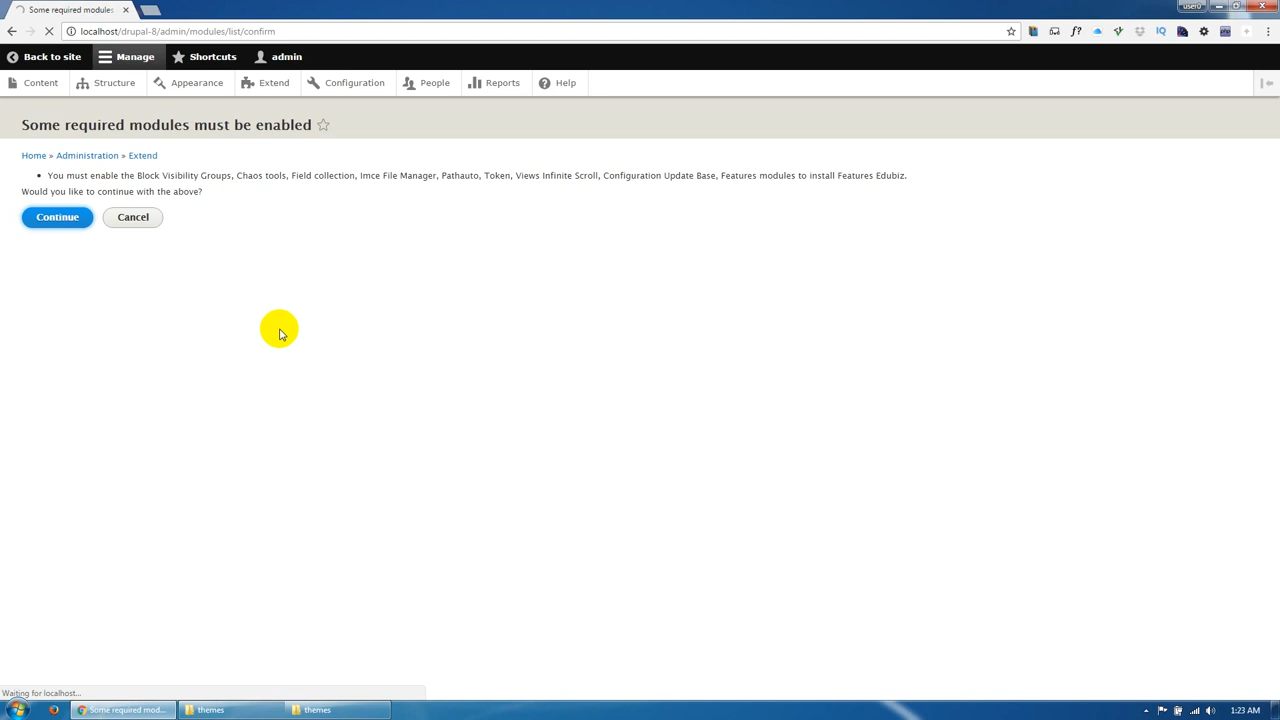 Some required modules
user0
localhost/drupal-8/admin/modules/list/confirm
Back to site Manage Shortcuts admin
Content Structure Appearance Extend Configuration People Reports Help
Some required modules must be enabled
Home » Administration » Extend
• You must enable the Block Visibility Groups, Chaos tools, Field collection, Imce File Manager, Pathauto, Token, Views Infinite Scroll, Configuration Update Base, Features modules to install Features Edubiz.
Would you like to continue with the above?
Continue Cancel
Waiting for localhost...
Some required mod... themes themes 1:23 AM